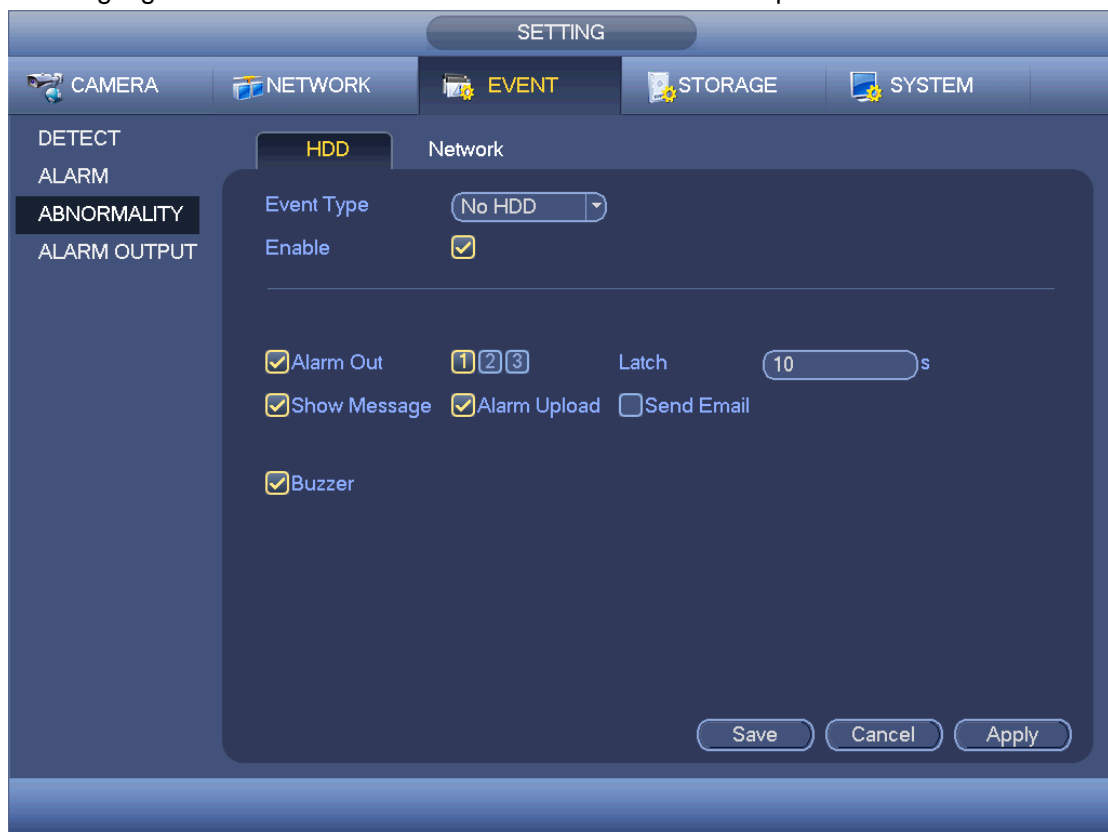 SETTING
CAMERA NETWORK EVENT STORAGE SYSTEM
DETECT
ALARM
ABNORMALITY
ALARM OUTPUT
HDD Network
Event Type No HDD
Enable
Alarm Out 1 2 3 Latch 10 s
Show Message Alarm Upload Send Email
Buzzer
Save Cancel Apply